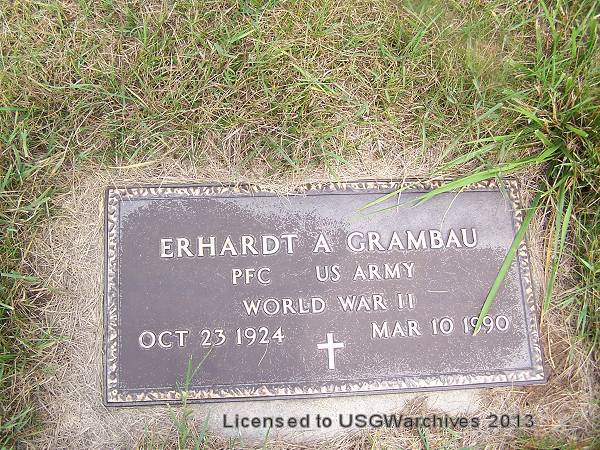 ERHARDT A GRAMBAU
PFC US ARMY
WORLD WAR II
OCT 23 1924 MAR 10 1990
Licensed to USGWarchives 2013